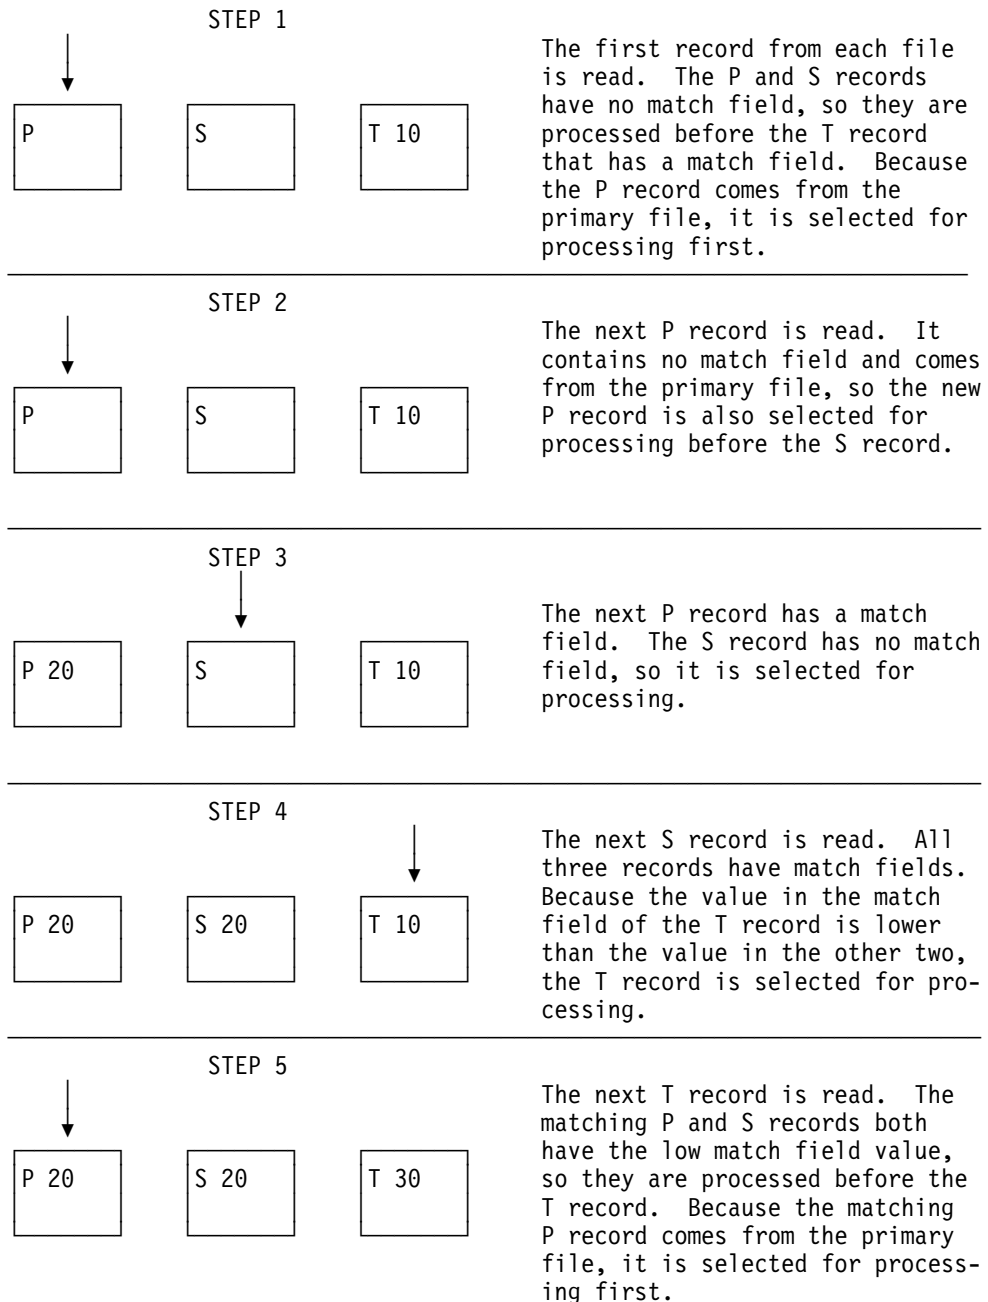 STEP 1
The first record from each file
is read. The P and S records
have no match field, so they are
processed before the T record
that has a match field. Because
the P record comes from the
primary file, it is selected for
processing first.
P
S
T 10
STEP 2
The next P record is read. It
contains no match field and comes
from the primary file, so the new
P record is also selected for
processing before the S record.
P
S
T 10
STEP 3
The next P record has a match
field. The S record has no match
field, so it is selected for
processing.
P 20
S
T 10
STEP 4
The next S record is read. All
three records have match fields.
Because the value in the match
field of the T record is lower
than the value in the other two,
the T record is selected for pro-
cessing.
P 20
S 20
T 10
STEP 5
The next T record is read. The
matching P and S records both
have the low match field value,
so they are processed before the
T record. Because the matching
P record comes from the primary
file, it is selected for process-
ing first.
P 20
S 20
T 30